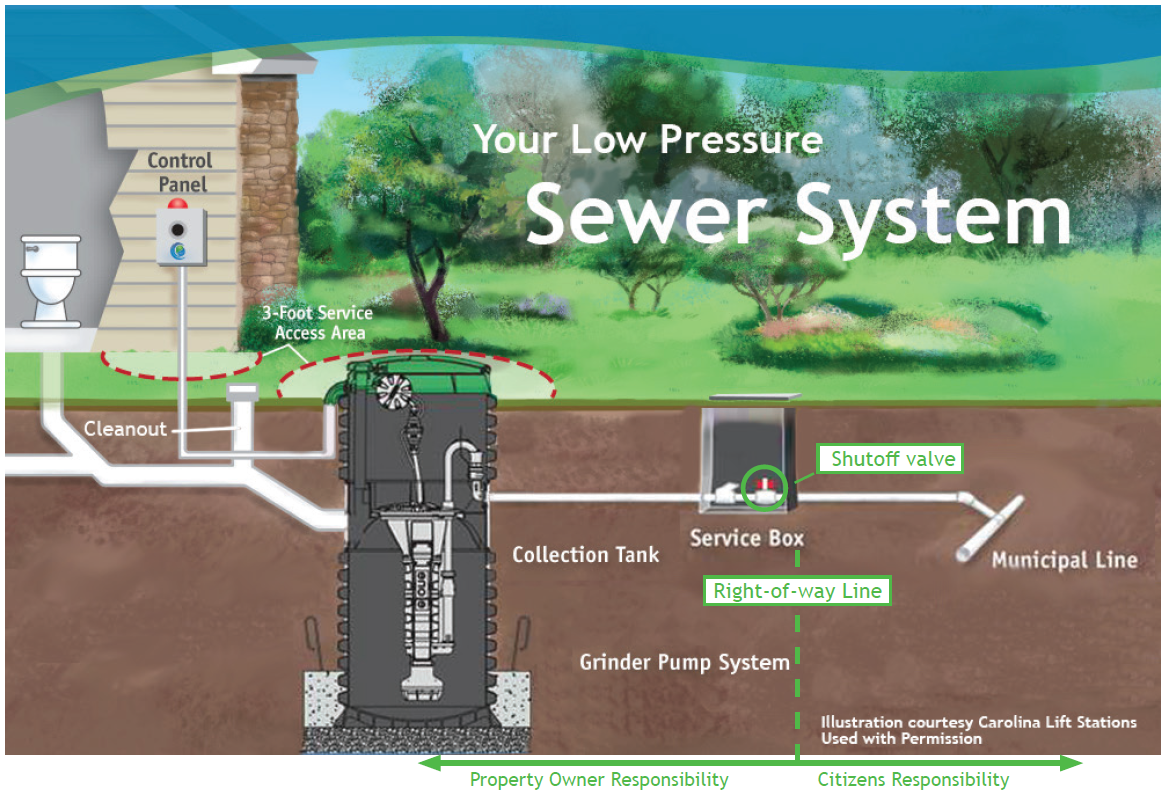 Your Low Pressure
Sewer System
Control
Panel
3-Foot Service
Access Area
Cleanout
Shutoff valve
Service Box
Collection Tank
Municipal Line
Right-of-way Line
Grinder Pump System
Illustration courtesy Carolina Lift Stations
Used with Permission
Property Owner Responsibility
Citizens Responsibility